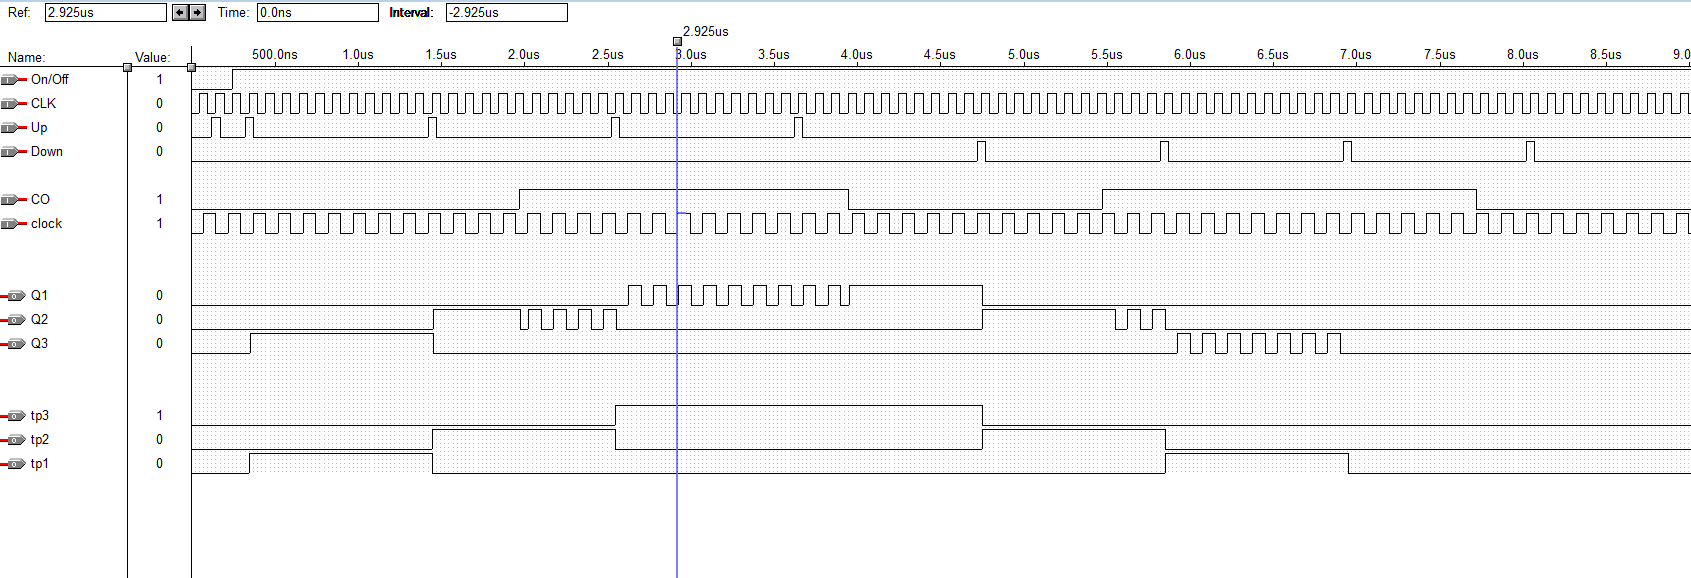 Ref: 2.925us Time: 0.0ns Interval: -2.925us
2.925us
Name: Value: 500.0ns 1.0us 1.5us 2.0us 2.5us 3.0us 3.5us 4.0us 4.5us 5.0us 5.5us 6.0us 6.5us 7.0us 7.5us 8.0us 8.5us 9.0
On/Off 1
CLK 0
Up 0
Down 0
CO 1
clock 1
Q1 0
Q2 0
Q3 0
tp3 1
tp2 0
tp1 0